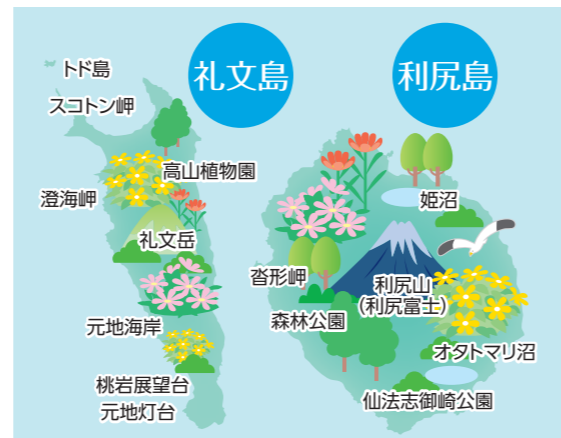 礼文島
トド島
スコトン岬
高山植物園
澄海岬
礼文岳
元地海岸
桃岩展望台
元地灯台
利尻島
姫沼
沓形岬
利尻山
(利尻富士)
森林公園
オタトマリ沼
仙法志御崎公園